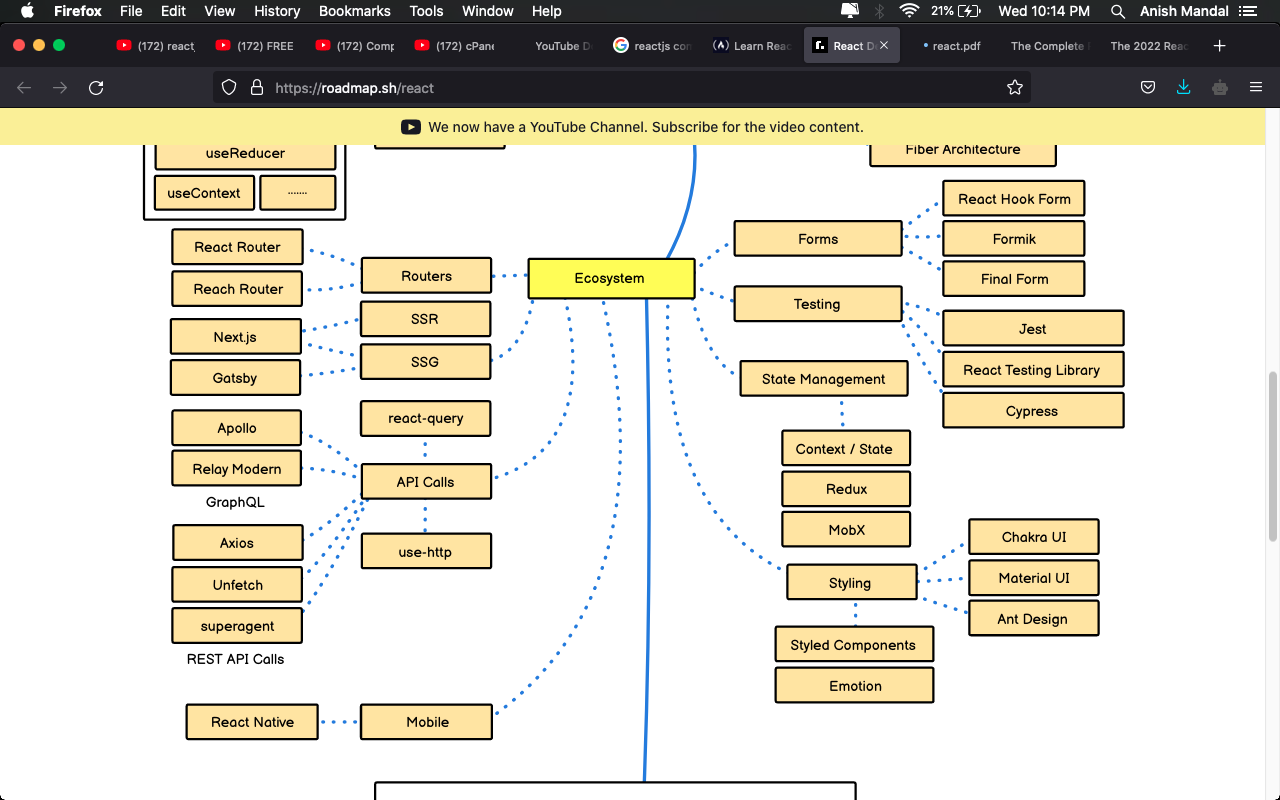 Firefox File Edit View History Bookmarks Tools Window Help 21% Wed 10:14 PM Anish Mandal
(172) react (172) FREE (172) Comp (172) cPane YouTube D reactjs con Learn Reac React D react.pdf The Complete The 2022 Reac
https://roadmap.sh/react
We now have a YouTube Channel. Subscribe for the video content.
useReducer
useContext
.......
Fiber Architecture
React Router
Reach Router
Routers
Next.js
Gatsby
SSR
SSG
Apollo
Relay Modern
GraphQL
react-query
API Calls
use-http
Axios
Unfetch
superagent
REST API Calls
React Native
Mobile
Ecosystem
Forms
React Hook Form
Formik
Final Form
Testing
Jest
React Testing Library
Cypress
State Management
Context / State
Redux
MobX
Styling
Chakra UI
Material UI
Ant Design
Styled Components
Emotion